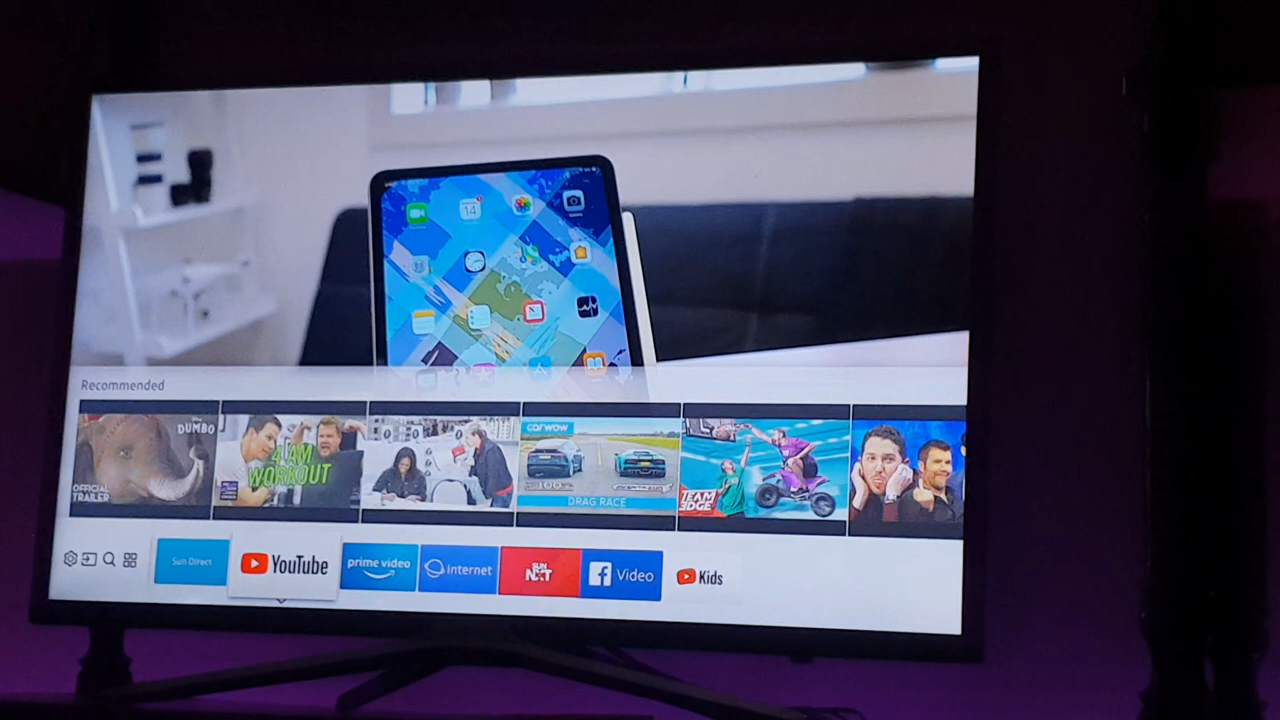 14
Recommended
DUMBO
OFFICIAL
TRAILER
4 AM
WORKOUT
carwow
DRAG RACE
TEAM
EDGE
Sun Direct
YouTube
prime video
internet
SUN
NXT
f Video
Kids